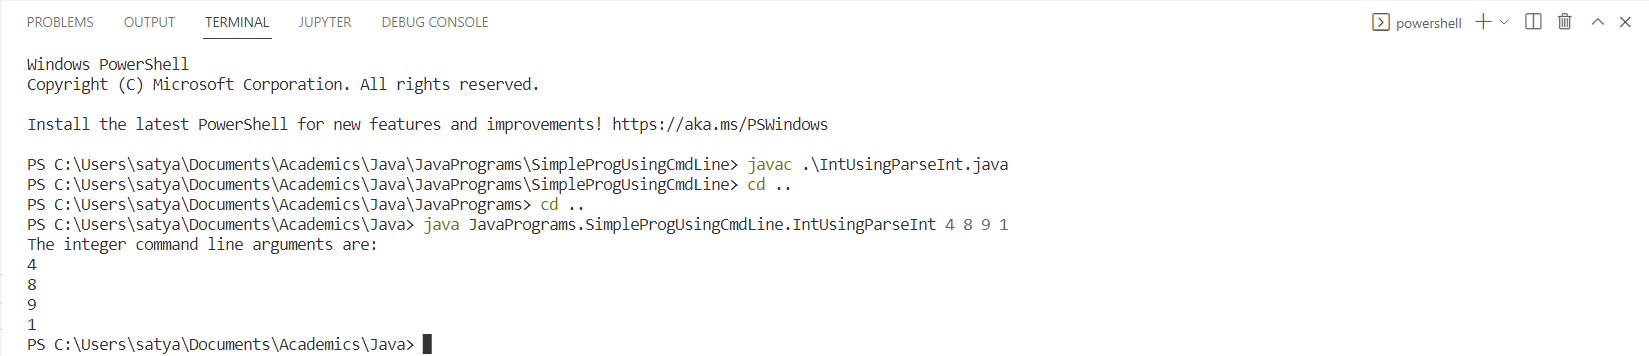 PROBLEMS OUTPUT TERMINAL JUPYTER DEBUG CONSOLE powershell
Windows PowerShell
Copyright (C) Microsoft Corporation. All rights reserved.
Install the latest PowerShell for new features and improvements! https://aka.ms/PSWindows
PS C:\Users\satya\Documents\Academics\Java\JavaPrograms\SimpleProgUsingCmdLine> javac .\IntUsingParseInt.java
PS C:\Users\satya\Documents\Academics\Java\JavaPrograms\SimpleProgUsingCmdLine> cd ..
PS C:\Users\satya\Documents\Academics\Java\JavaPrograms> cd ..
PS C:\Users\satya\Documents\Academics\Java> java JavaPrograms.SimpleProgUsingCmdLine.IntUsingParseInt 4 8 9 1
The integer command line arguments are:
4
8
9
1
PS C:\Users\satya\Documents\Academics\Java>